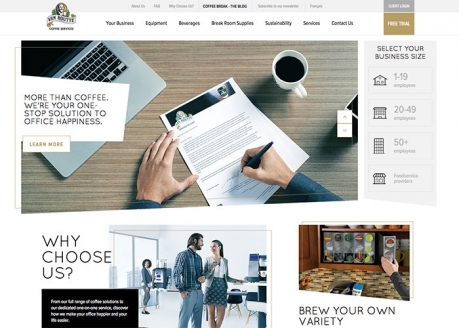 About Us FAQ Why Choose Us? COFFEE BREAK - THE BLOG Subscribe to our newsletter Français
CLIENT LOGIN
VAN HOUTTE
COFFEE SERVICES
Your Business Equipment Beverages Break Room Supplies Sustainability Services Contact Us
FREE TRIAL
MORE THAN COFFEE,
WE'RE YOUR ONE-
STOP SOLUTION TO
OFFICE HAPPINESS.
LEARN MORE
SELECT YOUR
BUSINESS SIZE
1-19
employees
20-49
employees
50+
employees
Foodservice
providers
WHY
CHOOSE
US?
From our full range of coffee solutions to
our dedicated one-on-one service, discover
how we make your office happier and your
life easier.
BREW YOUR OWN
VARIETY